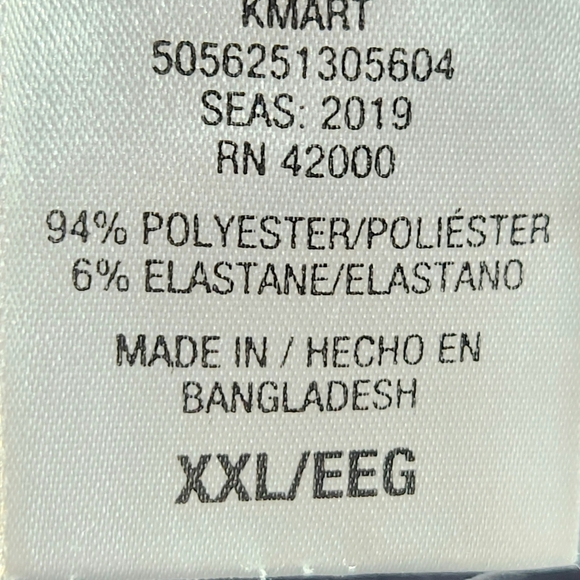 KMART
5056251305604
SEAS: 2019
RN 42000
94% POLYESTER/POLIÉSTER
6% ELASTANE/ELASTANO
MADE IN / HECHO EN
BANGLADESH
XXL/EEG